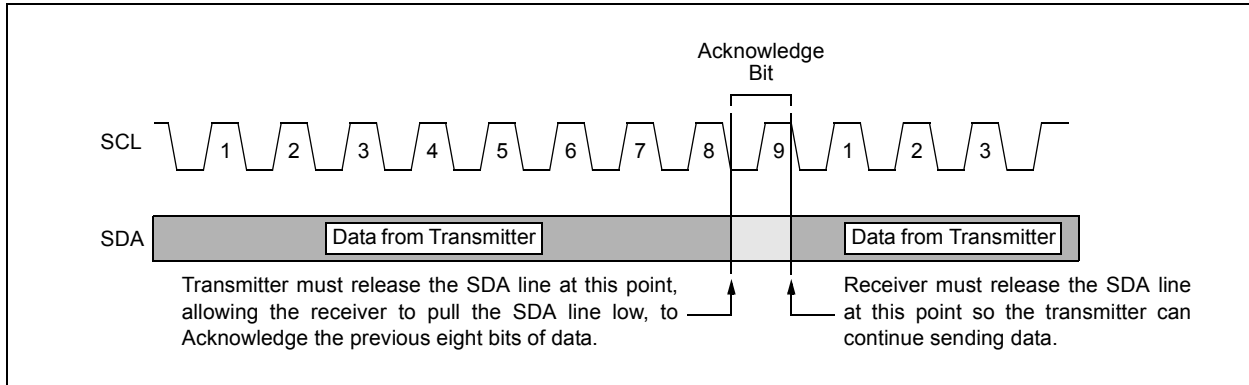 Acknowledge
Bit
SCL
1 2 3 4 5 6 7 8 9 1 2 3
SDA
Data from Transmitter
Data from Transmitter
Transmitter must release the SDA line at this point,
allowing the receiver to pull the SDA line low, to
Acknowledge the previous eight bits of data.
Receiver must release the SDA line
at this point so the transmitter can
continue sending data.